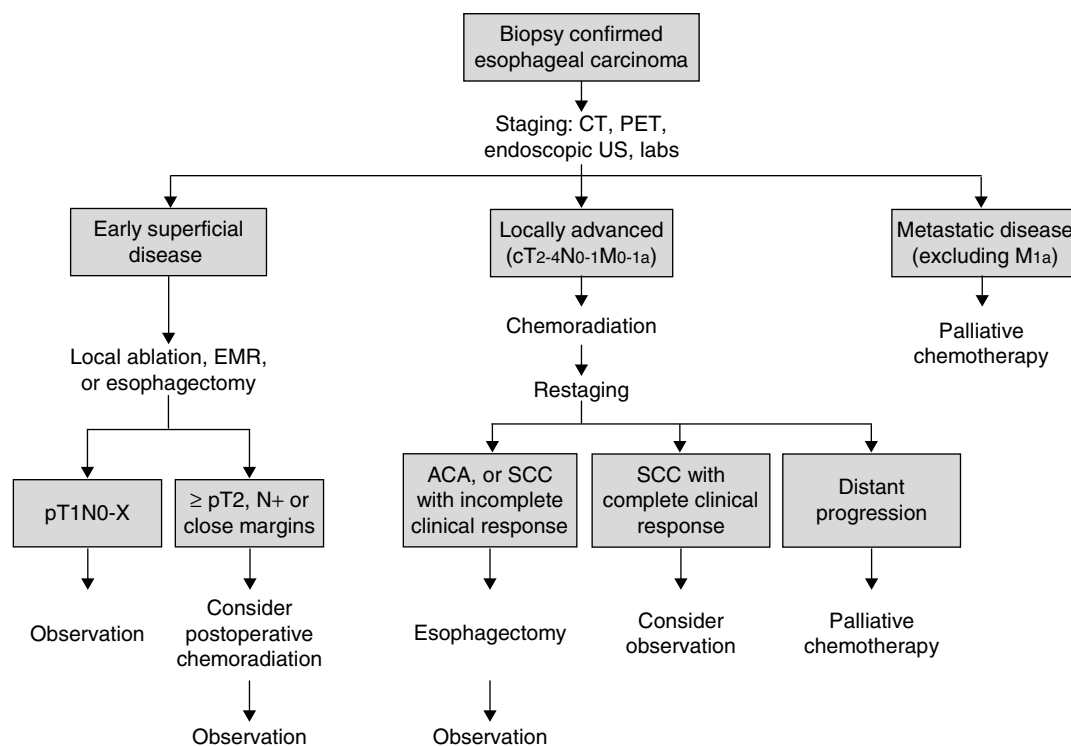 Biopsy confirmed
esophageal carcinoma
Staging: CT, PET,
endoscopic US, labs
Early superficial
disease
Locally advanced
(cT2-4N0-1M0-1a)
Metastatic disease
(excluding M1a)
Local ablation, EMR,
or esophagectomy
Chemoradiation
Restaging
Palliative
chemotherapy
pT1N0-X
≥ pT2, N+ or
close margins
ACA, or SCC
with incomplete
clinical response
SCC with
complete clinical
response
Distant
progression
Observation
Consider
postoperative
chemoradiation
Esophagectomy
Consider
observation
Palliative
chemotherapy
Observation
Observation